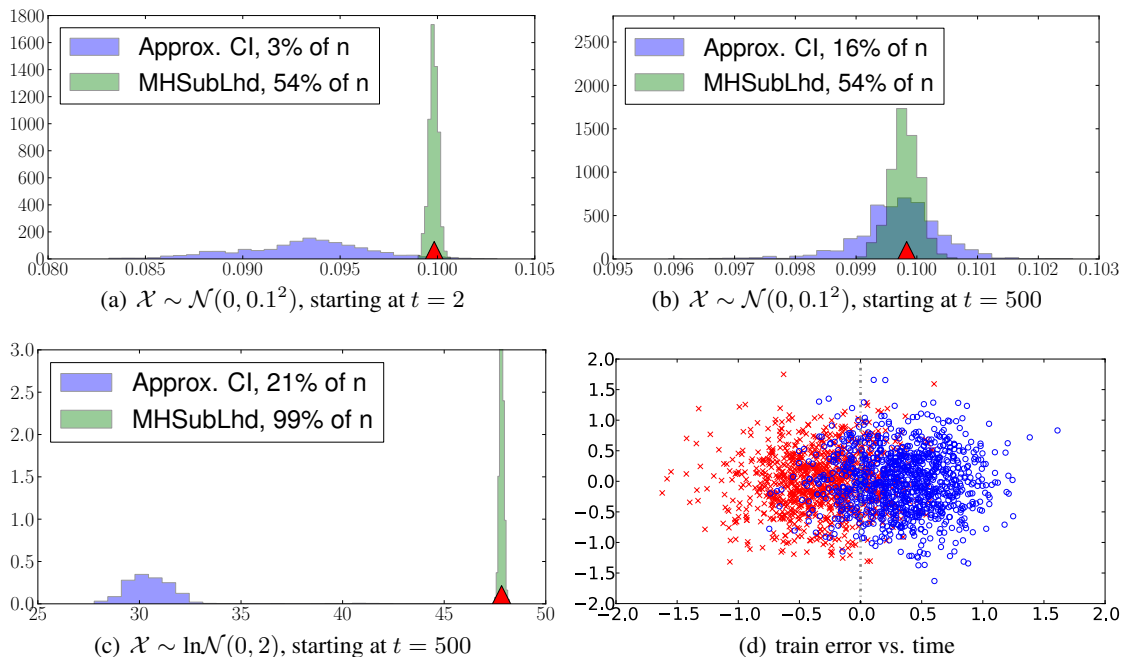 1800
1600
1400
1200
1000
800
600
400
200
0
0.080 0.085 0.090 0.095 0.100 0.105
Approx. CI, 3% of n
MHSubLhd, 54% of n
(a) 𝒳 ∼ 𝒩(0, 0.1²), starting at t = 2
2500
2000
1500
1000
500
0
0.095 0.096 0.097 0.098 0.099 0.100 0.101 0.102 0.103
Approx. CI, 16% of n
MHSubLhd, 54% of n
(b) 𝒳 ∼ 𝒩(0, 0.1²), starting at t = 500
3.0
2.5
2.0
1.5
1.0
0.5
0.0
25 30 35 40 45 50
Approx. CI, 21% of n
MHSubLhd, 99% of n
(c) 𝒳 ∼ ln𝒩(0, 2), starting at t = 500
2.0
1.5
1.0
0.5
0.0
−0.5
−1.0
−1.5
−2.0
−2.0 −1.5 −1.0 −0.5 0.0 0.5 1.0 1.5 2.0
(d) train error vs. time